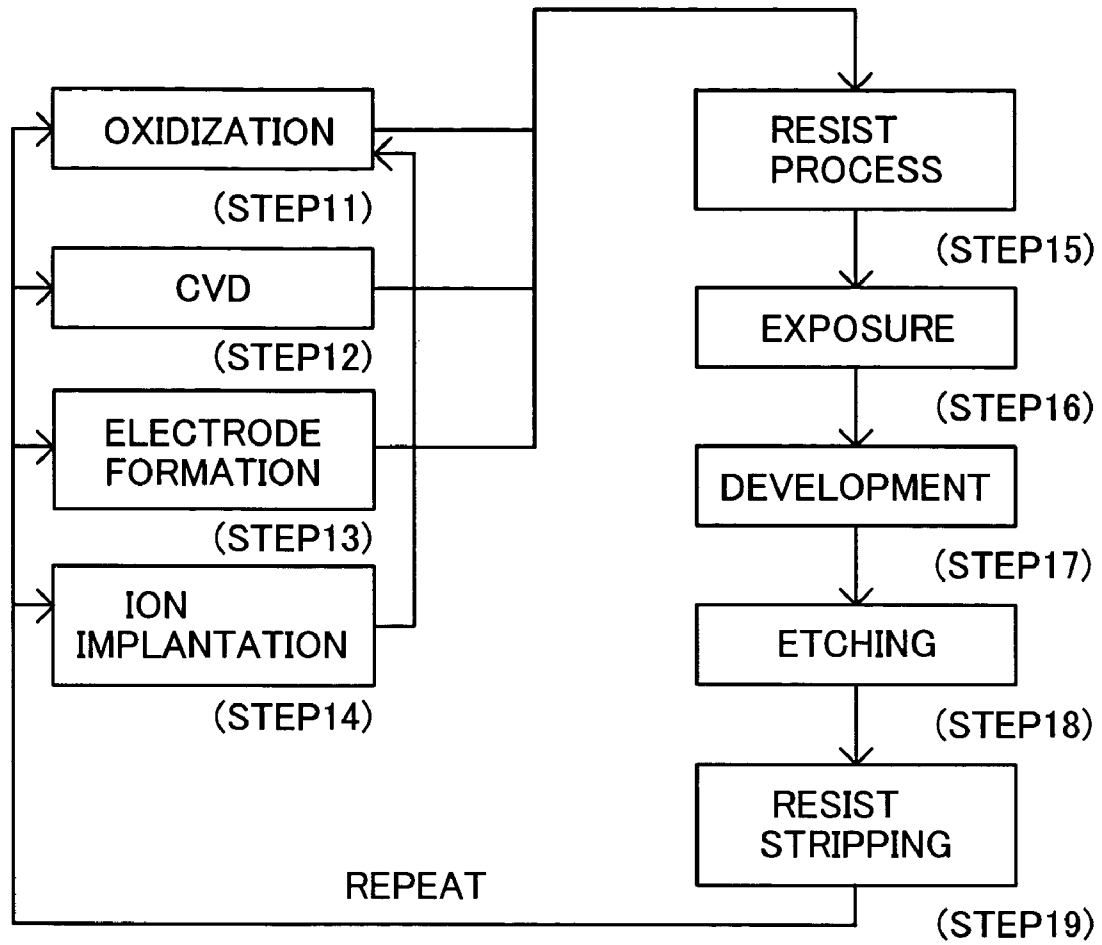 OXIDIZATION
(STEP11)
CVD
(STEP12)
ELECTRODE
FORMATION
(STEP13)
ION
IMPLANTATION
(STEP14)
RESIST
PROCESS
(STEP15)
EXPOSURE
(STEP16)
DEVELOPMENT
(STEP17)
ETCHING
(STEP18)
RESIST
STRIPPING
(STEP19)
REPEAT